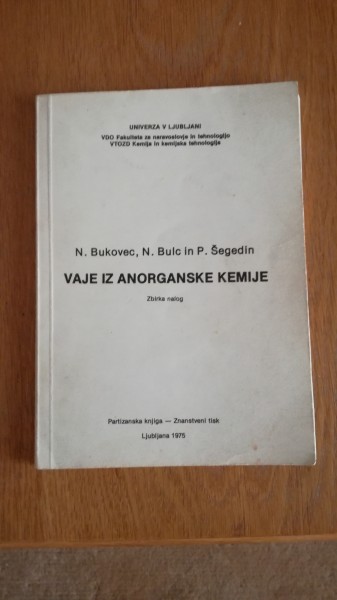 UNIVERZA V LJUBLJANI
VDO Fakulteta za naravoslovje in tehnologijo
VTOZD Kemija in kemijska tehnologija
N. Bukovec, N. Bulc in P. Šegedin
VAJE IZ ANORGANSKE KEMIJE
Zbirka nalog
Partizanska knjiga — Znanstveni tisk
Ljubljana 1975